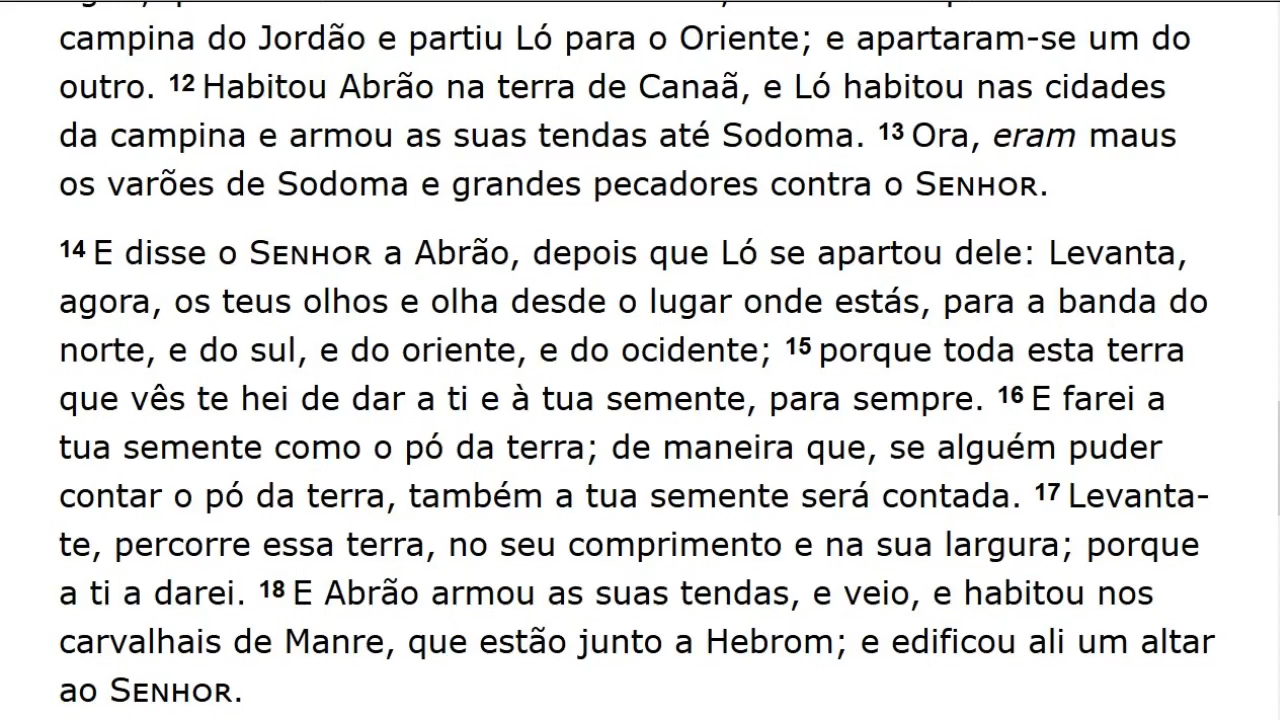 campina do Jordão e partiu Ló para o Oriente; e apartaram-se um do
outro. 12 Habitou Abrão na terra de Canaã, e Ló habitou nas cidades
da campina e armou as suas tendas até Sodoma. 13 Ora, eram maus
os varões de Sodoma e grandes pecadores contra o SENHOR.
14 E disse o SENHOR a Abrão, depois que Ló se apartou dele: Levanta,
agora, os teus olhos e olha desde o lugar onde estás, para a banda do
norte, e do sul, e do oriente, e do ocidente; 15 porque toda esta terra
que vês te hei de dar a ti e à tua semente, para sempre. 16 E farei a
tua semente como o pó da terra; de maneira que, se alguém puder
contar o pó da terra, também a tua semente será contada. 17 Levanta-
te, percorre essa terra, no seu comprimento e na sua largura; porque
a ti a darei. 18 E Abrão armou as suas tendas, e veio, e habitou nos
carvalhais de Manre, que estão junto a Hebrom; e edificou ali um altar
ao SENHOR.